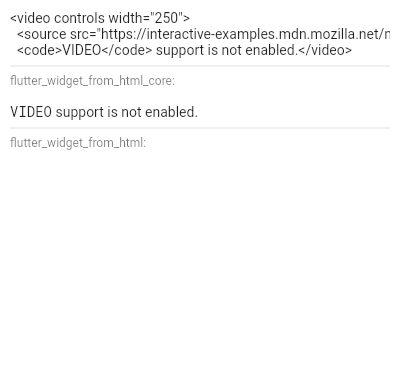 <video controls width="250">
<source src="https://interactive-examples.mdn.mozilla.net/
<code>VIDEO</code> support is not enabled.</video>
flutter_widget_from_html_core:
VIDEO support is not enabled.
flutter_widget_from_html: